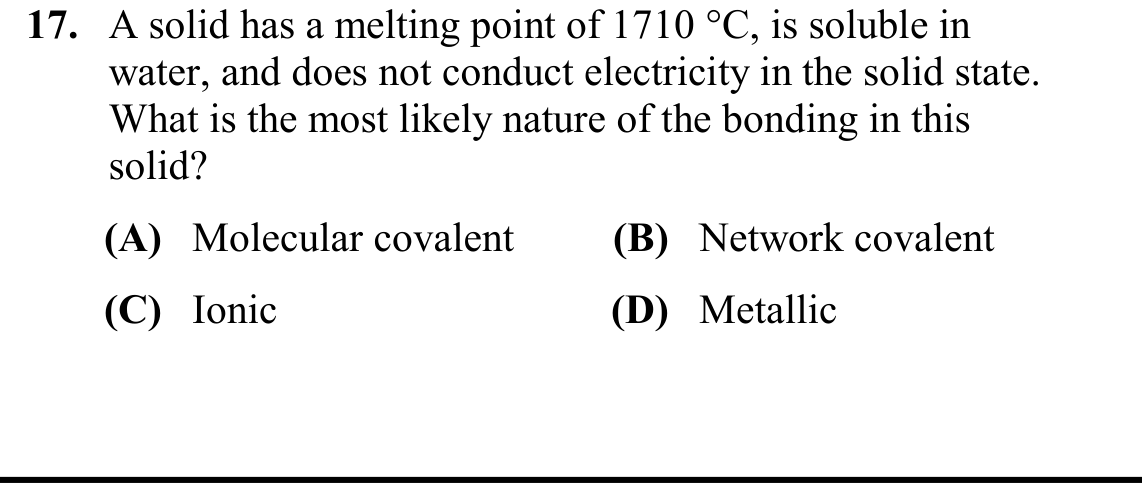 17. A solid has a melting point of 1710 °C, is soluble in
water, and does not conduct electricity in the solid state.
What is the most likely nature of the bonding in this
solid?
(A) Molecular covalent (B) Network covalent
(C) Ionic (D) Metallic